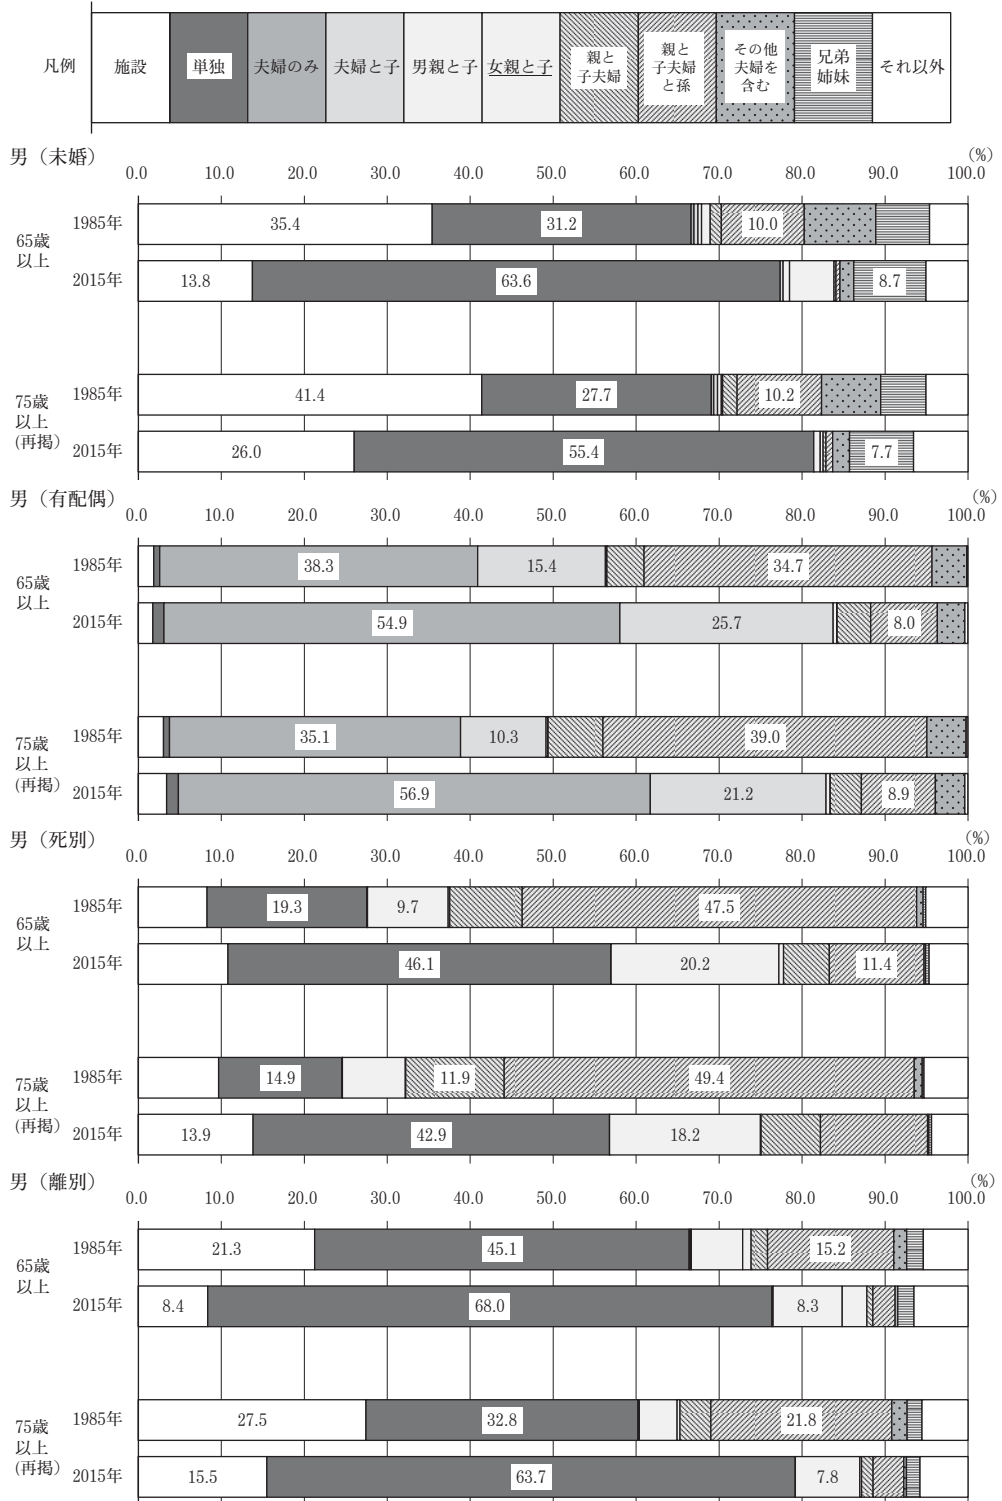 凡例 施設 単独 夫婦のみ 夫婦と子 男親と子 女親と子 親と子夫婦 親と子夫婦と孫 その他夫婦を含む 兄弟姉妹 それ以外
男（未婚） (%)
0.0 10.0 20.0 30.0 40.0 50.0 60.0 70.0 80.0 90.0 100.0
65歳以上
1985年 35.4 31.2 10.0
2015年 13.8 63.6 8.7
75歳以上(再掲)
1985年 41.4 27.7 10.2
2015年 26.0 55.4 7.7
男（有配偶） (%)
0.0 10.0 20.0 30.0 40.0 50.0 60.0 70.0 80.0 90.0 100.0
65歳以上
1985年 38.3 15.4 34.7
2015年 54.9 25.7 8.0
75歳以上(再掲)
1985年 35.1 10.3 39.0
2015年 56.9 21.2 8.9
男（死別） (%)
0.0 10.0 20.0 30.0 40.0 50.0 60.0 70.0 80.0 90.0 100.0
65歳以上
1985年 19.3 9.7 47.5
2015年 46.1 20.2 11.4
75歳以上(再掲)
1985年 14.9 11.9 49.4
2015年 13.9 42.9 18.2
男（離別） (%)
0.0 10.0 20.0 30.0 40.0 50.0 60.0 70.0 80.0 90.0 100.0
65歳以上
1985年 21.3 45.1 15.2
2015年 8.4 68.0 8.3
75歳以上(再掲)
1985年 27.5 32.8 21.8
2015年 15.5 63.7 7.8